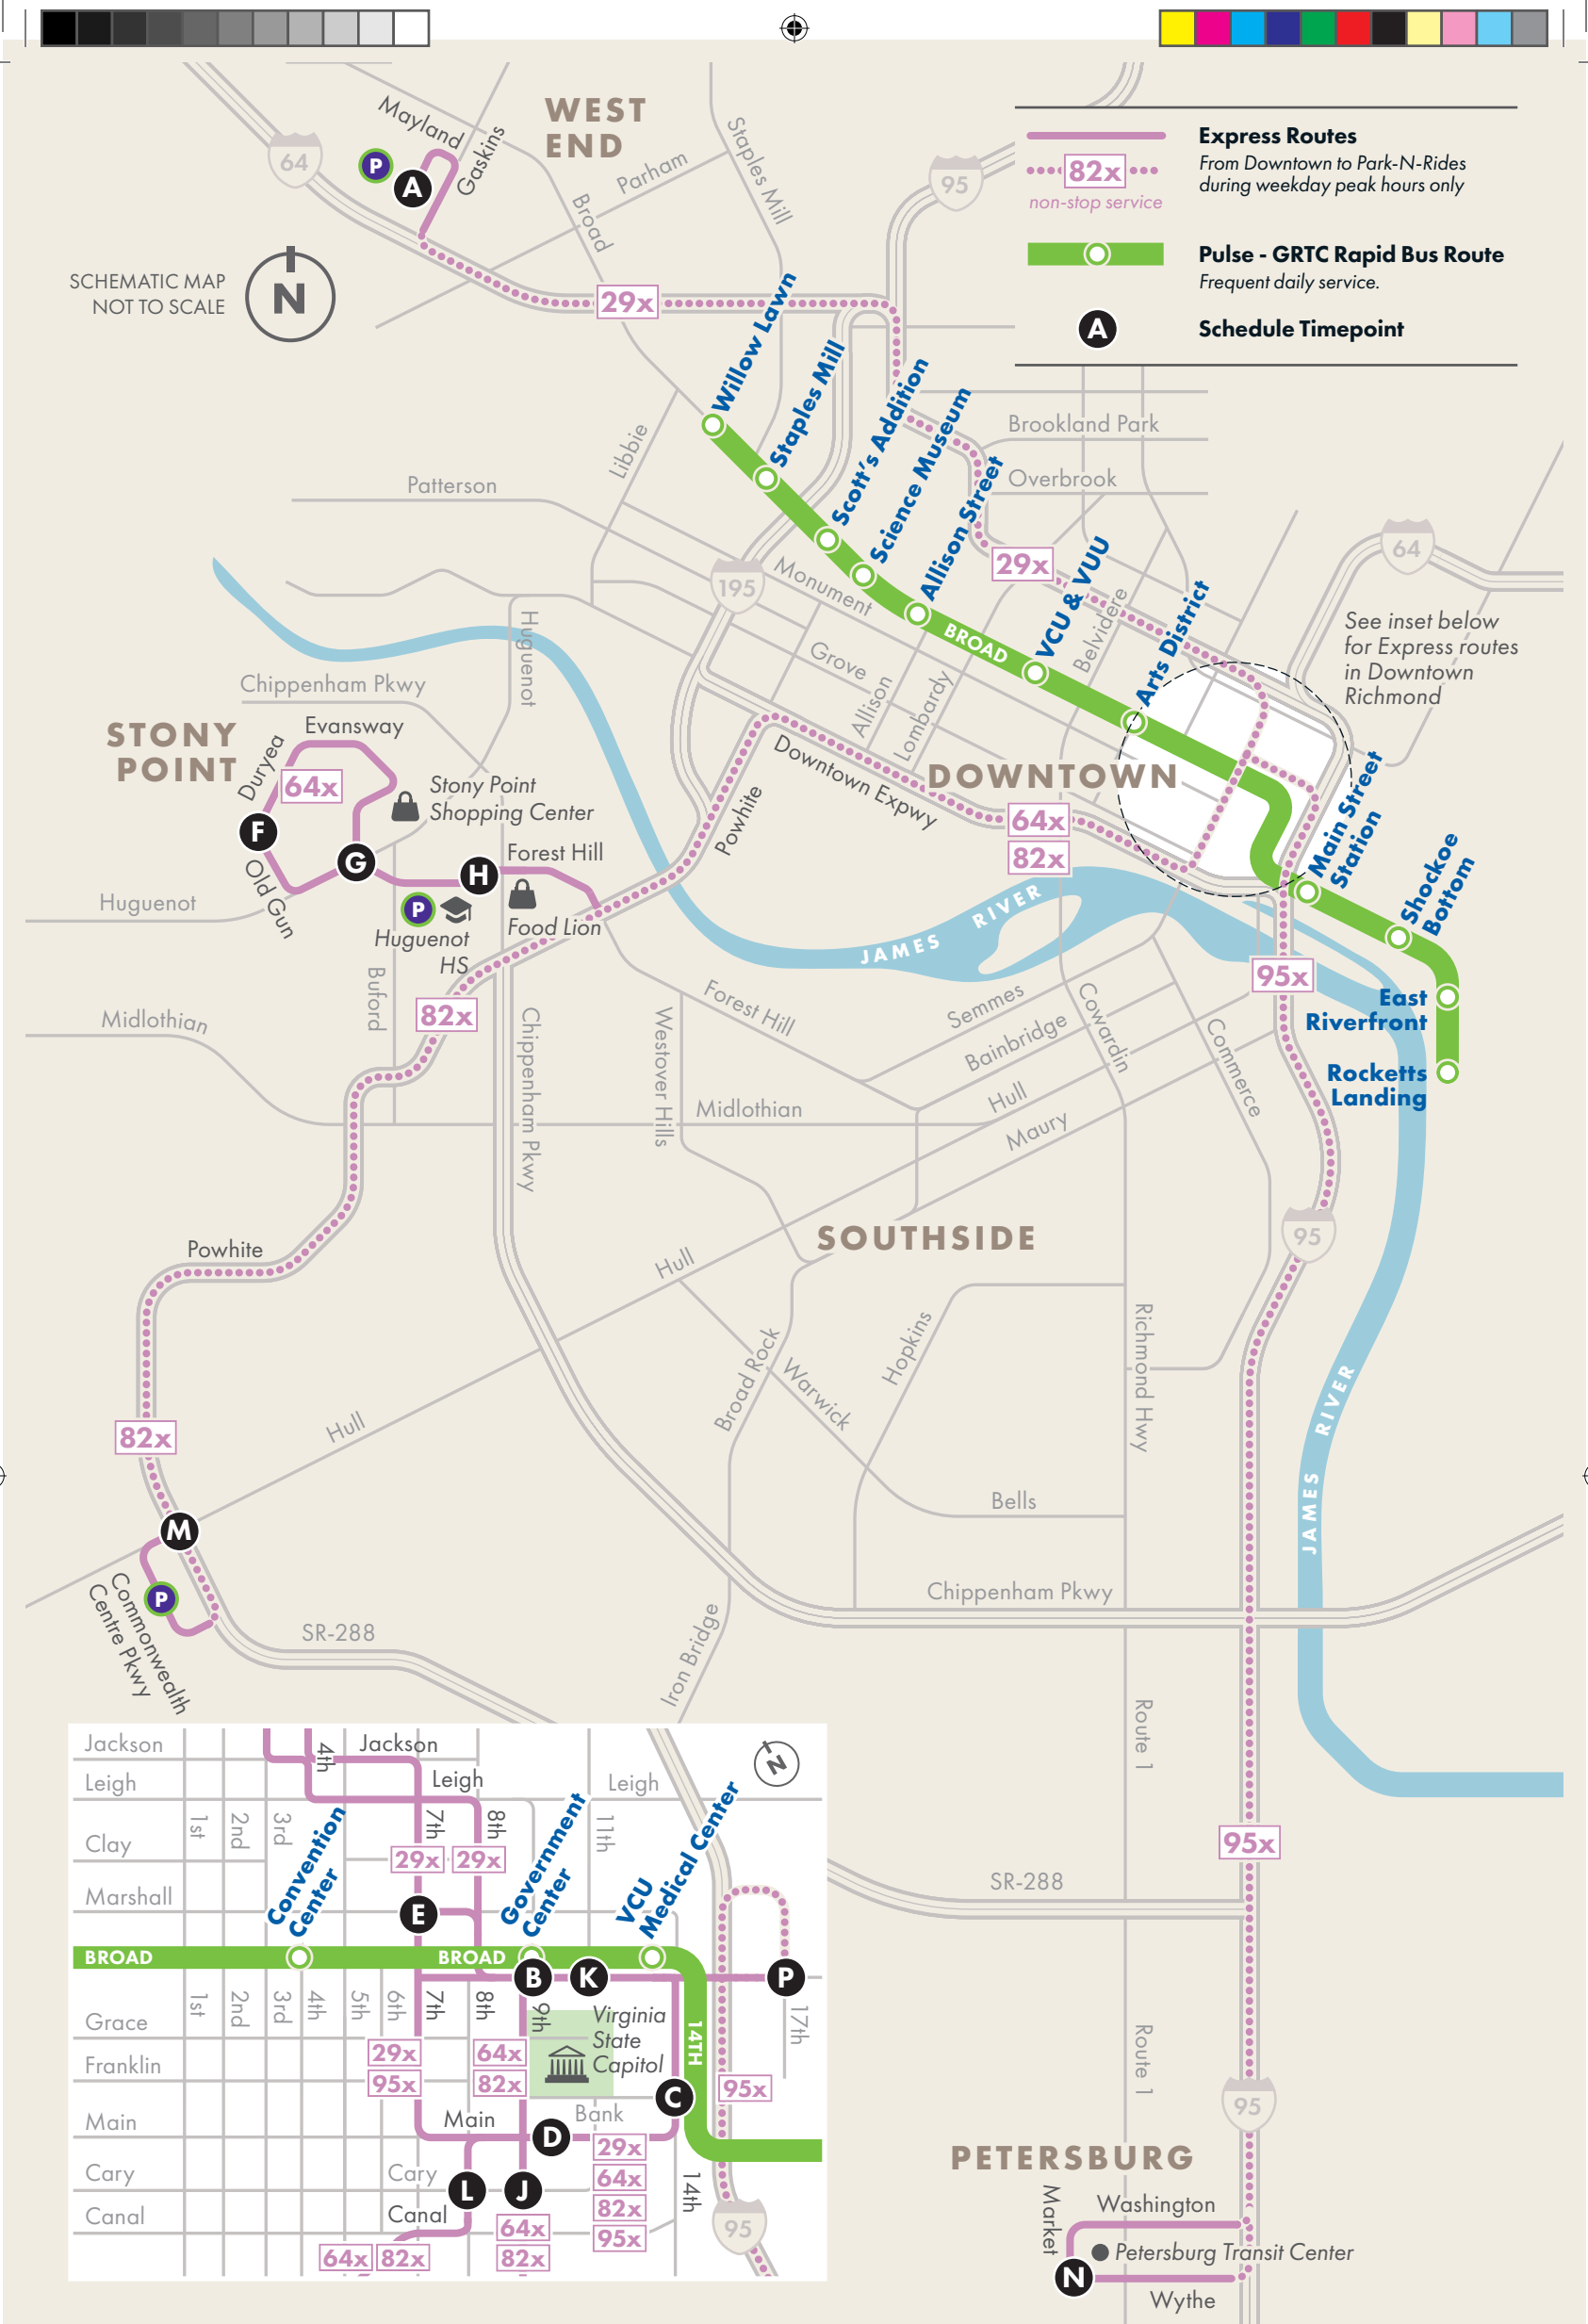 WEST
END
Mayland
Gaskins
P
A
64
Parham
Broad
Staples Mill
95
Express Routes
From Downtown to Park-N-Rides
during weekday peak hours only
82x
non-stop service
Pulse - GRTC Rapid Bus Route
Frequent daily service.
A
Schedule Timepoint
SCHEMATIC MAP
NOT TO SCALE
N
29x
Willow Lawn
Staples Mill
Scott's Addition
Science Museum
Allison Street
VCU & VUU
Arts District
Brookland Park
Overbrook
Libbie
Patterson
29x
64
195
Monument
BROAD
Belvidere
Grove
Allison
Lombardy
See inset below
for Express routes
in Downtown
Richmond
Huguenot
Chippenham Pkwy
STONY
POINT
Evansway
Duryea
64x
Stony Point
Shopping Center
F
G
H
Old Gun
Forest Hill
P
Huguenot
HS
Food Lion
Huguenot
Powhite
Downtown Expwy
DOWNTOWN
64x
82x
Main Street
Station
Shockoe
Bottom
JAMES RIVER
95x
East
Riverfront
Rocketts
Landing
Midlothian
Buford
82x
Chippenham Pkwy
Westover Hills
Forest Hill
Semmes
Bainbridge
Cowardin
Commerce
Hull
Maury
Midlothian
Powhite
SOUTHSIDE
95
Hull
Broad Rock
Warwick
Hopkins
Richmond Hwy
JAMES RIVER
82x
Hull
M
P
Commonwealth
Centre Pkwy
Bells
Chippenham Pkwy
SR-288
Iron Bridge
Route 1
95x
SR-288
Route 1
95
PETERSBURG
Washington
Market
Petersburg Transit Center
N
Wythe
Jackson
4th
Jackson
N
Leigh
Leigh
Leigh
1st
2nd
3rd
7th
8th
11th
Clay
29x
29x
Convention
Center
Government
Center
VCU
Medical Center
Marshall
E
BROAD
BROAD
B
K
P
1st
2nd
3rd
4th
5th
6th
7th
8th
9th
17th
Virginia
State
Capitol
14TH
Grace
29x
64x
Franklin
95x
82x
C
95x
Main
Main
D
Bank
29x
64x
82x
95x
Cary
Cary
L
J
14th
Canal
Canal
64x
82x
64x
82x
95